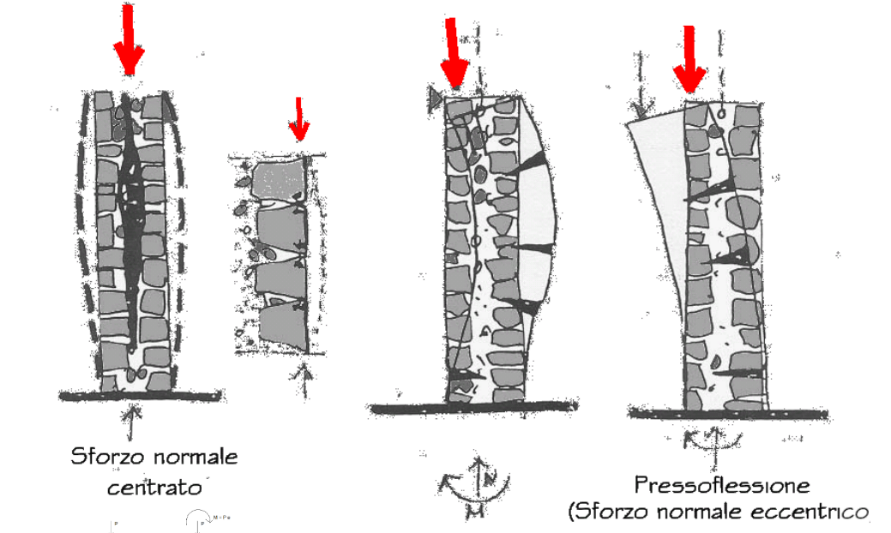 Sforzo normale
centrato
N
M
Pressoflessione
(Sforzo normale eccentrico